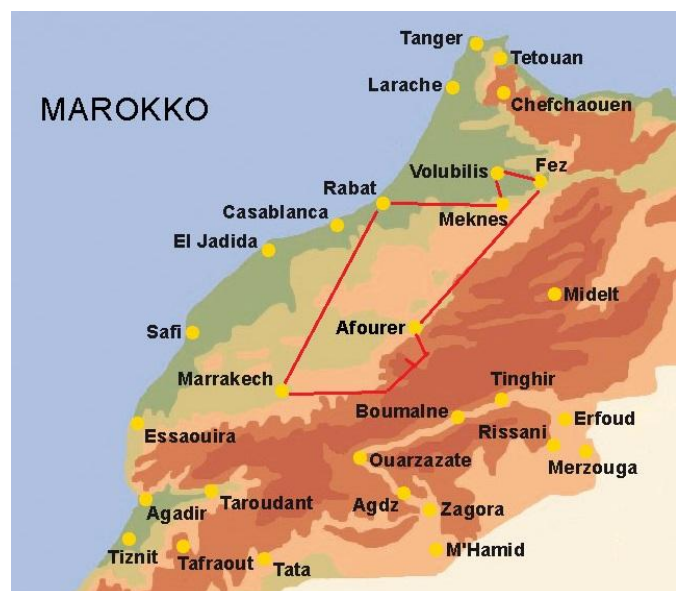 Tanger
Tetouan
Larache
Chefchaouen
MAROKKO
Volubilis
Fez
Rabat
Casablanca
Meknes
El Jadida
Midelt
Afourer
Safi
Marrakech
Tinghir
Boumalne
Erfoud
Essaouira
Rissani
Ouarzazate
Merzouga
Agadir
Taroudant
Agdz
Zagora
Tiznit
Tafraout
M'Hamid
Tata